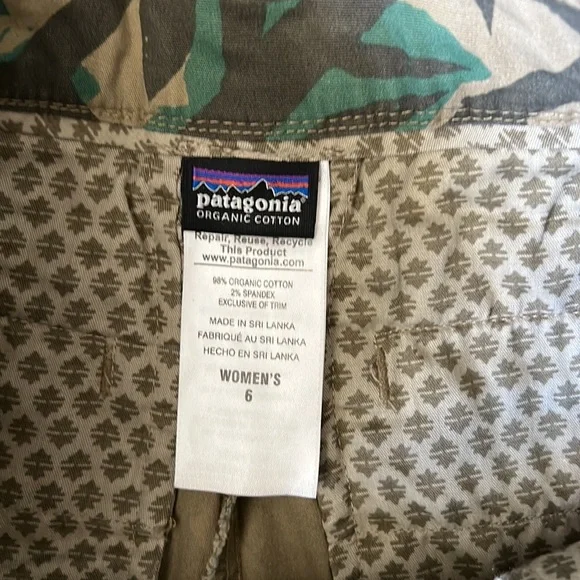 patagonia®
ORGANIC COTTON
Repair, Reuse, Recycle
This Product
www.patagonia.com
98% ORGANIC COTTON
2% SPANDEX
EXCLUSIVE OF TRIM
MADE IN SRI LANKA
FABRIQUÉ AU SRI LANKA
HECHO EN SRI LANKA
WOMEN'S
6